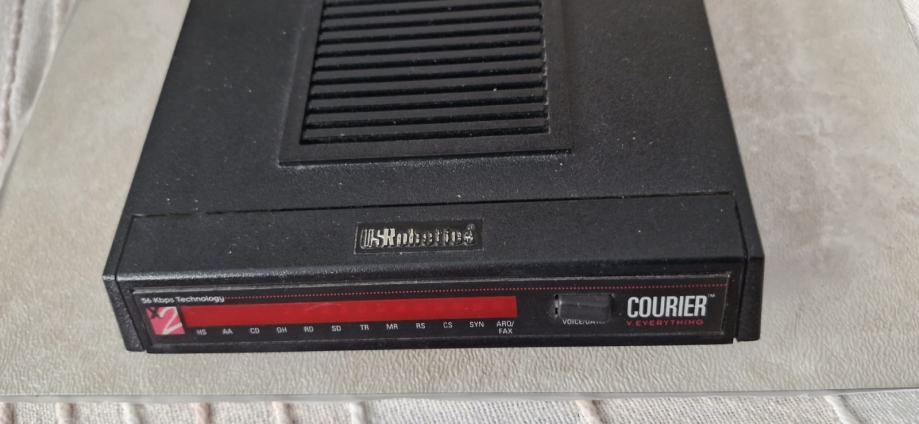 USRobotics
56 Kbps Technology
x2
HS AA CD OH RD SD TR MR RS CS SYN ARQ/
FAX
VOICE/DATA
COURIER™
V.EVERYTHING